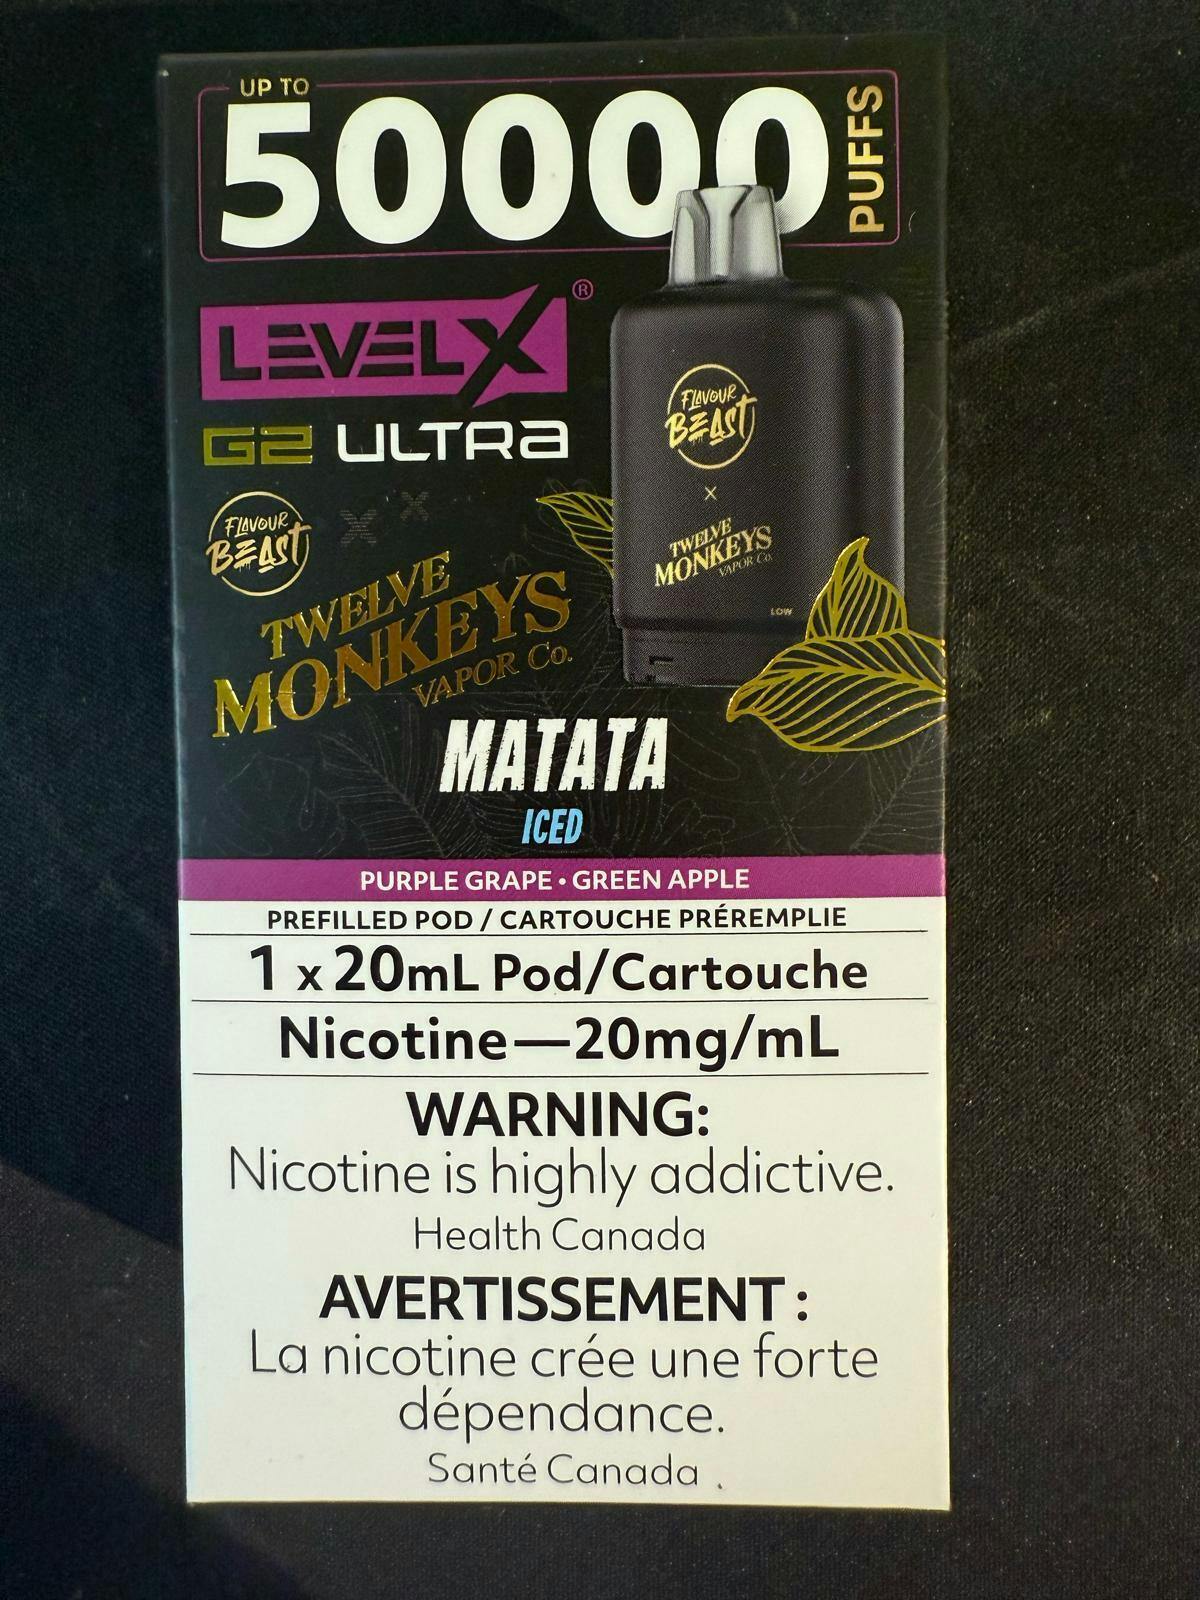 UP TO
50000
PUFFS
LEVELX®
G2 ULTRA
FLAVOUR
BEAST
X X
TWELVE
MONKEYS
VAPOR Co.
FLAVOUR
BEAST
X
TWELVE
MONKEYS
VAPOR Co.
LOW
MATATA
ICED
PURPLE GRAPE • GREEN APPLE
PREFILLED POD / CARTOUCHE PRÉREMPLIE
1 x 20mL Pod/Cartouche
Nicotine—20mg/mL
WARNING:
Nicotine is highly addictive.
Health Canada
AVERTISSEMENT :
La nicotine crée une forte
dépendance.
Santé Canada